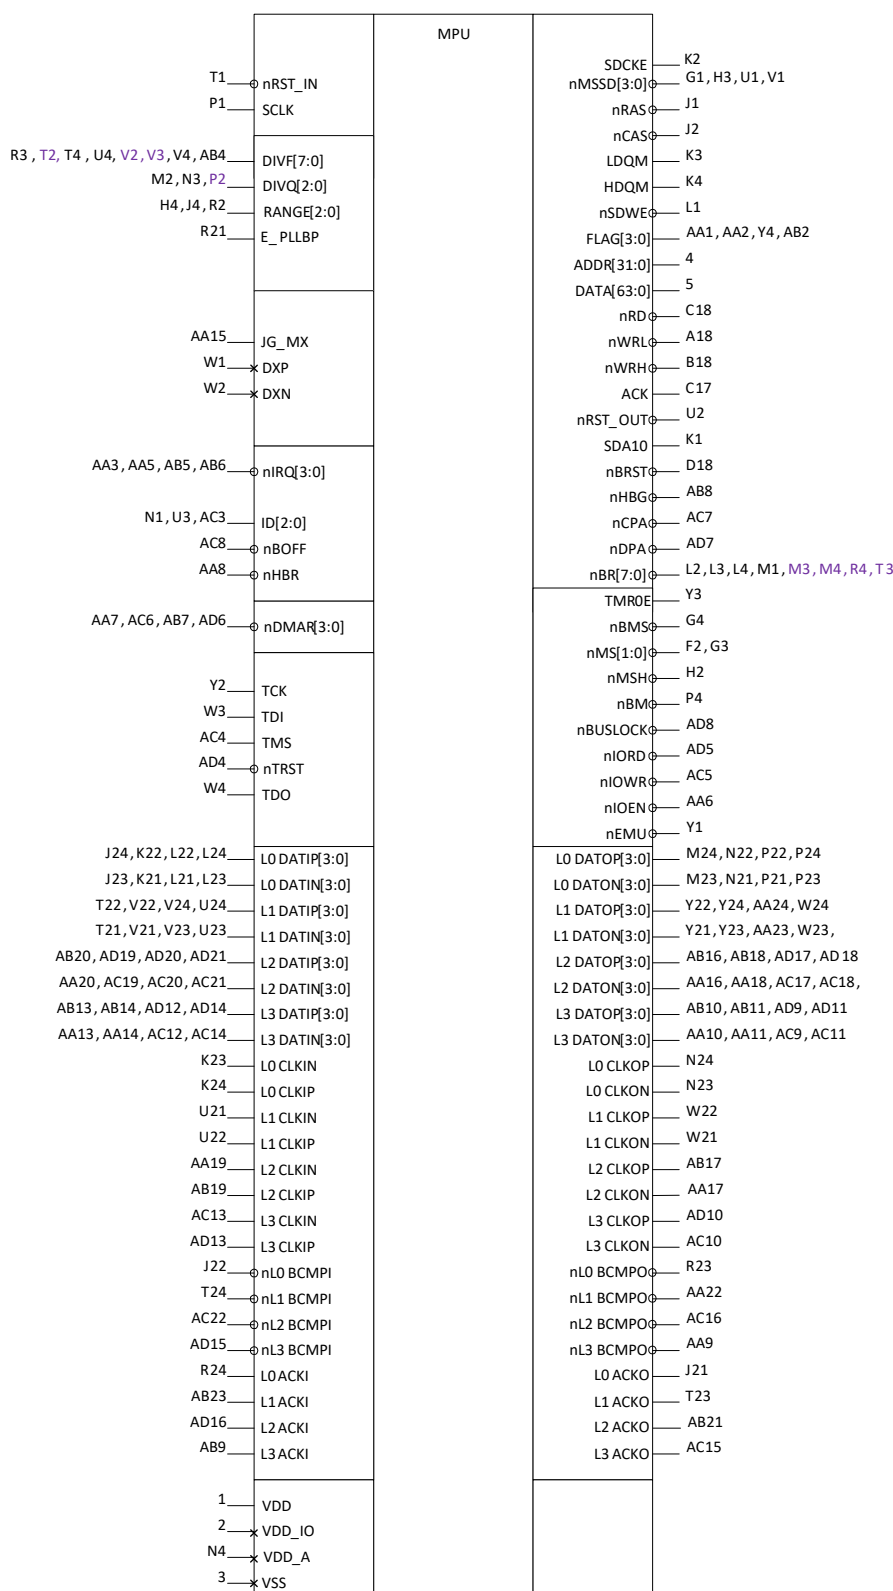 MPU
T1 nRST_IN
P1 SCLK
R3, T2, T4, U4, V2, V3, V4, AB4 DIVF[7:0]
M2, N3, P2 DIVQ[2:0]
H4, J4, R2 RANGE[2:0]
R21 E_PLLBP
AA15 JG_MX
W1 DXP
W2 DXN
AA3, AA5, AB5, AB6 nIRQ[3:0]
N1, U3, AC3 ID[2:0]
AC8 nBOFF
AA8 nHBR
AA7, AC6, AB7, AD6 nDMAR[3:0]
Y2 TCK
W3 TDI
AC4 TMS
AD4 nTRST
W4 TDO
J24, K22, L22, L24 L0 DATIP[3:0]
J23, K21, L21, L23 L0 DATIN[3:0]
T22, V22, V24, U24 L1 DATIP[3:0]
T21, V21, V23, U23 L1 DATIN[3:0]
AB20, AD19, AD20, AD21 L2 DATIP[3:0]
AA20, AC19, AC20, AC21 L2 DATIN[3:0]
AB13, AB14, AD12, AD14 L3 DATIP[3:0]
AA13, AA14, AC12, AC14 L3 DATIN[3:0]
K23 L0 CLKIN
K24 L0 CLKIP
U21 L1 CLKIN
U22 L1 CLKIP
AA19 L2 CLKIN
AB19 L2 CLKIP
AC13 L3 CLKIN
AD13 L3 CLKIP
J22 nL0 BCMPI
T24 nL1 BCMPI
AC22 nL2 BCMPI
AD15 nL3 BCMPI
R24 L0 ACKI
AB23 L1 ACKI
AD16 L2 ACKI
AB9 L3 ACKI
1 VDD
2 VDD_IO
N4 VDD_A
3 VSS
SDCKE K2
nMSSD[3:0] G1, H3, U1, V1
nRAS J1
nCAS J2
LDQM K3
HDQM K4
nSDWE L1
FLAG[3:0] AA1, AA2, Y4, AB2
ADDR[31:0] 4
DATA[63:0] 5
nRD C18
nWRL A18
nWRH B18
ACK C17
nRST_OUT U2
SDA10 K1
nBRST D18
nHBG AB8
nCPA AC7
nDPA AD7
nBR[7:0] L2, L3, L4, M1, M3, M4, R4, T3
TMR0E Y3
nBMS G4
nMS[1:0] F2, G3
nMSH H2
nBM P4
nBUSLOCK AD8
nIORD AD5
nIOWR AC5
nIOEN AA6
nEMU Y1
L0 DATOP[3:0] M24, N22, P22, P24
L0 DATON[3:0] M23, N21, P21, P23
L1 DATOP[3:0] Y22, Y24, AA24, W24
L1 DATON[3:0] Y21, Y23, AA23, W23,
L2 DATOP[3:0] AB16, AB18, AD17, AD18
L2 DATON[3:0] AA16, AA18, AC17, AC18,
L3 DATOP[3:0] AB10, AB11, AD9, AD11
L3 DATON[3:0] AA10, AA11, AC9, AC11
L0 CLKOP N24
L0 CLKON N23
L1 CLKOP W22
L1 CLKON W21
L2 CLKOP AB17
L2 CLKON AA17
L3 CLKOP AD10
L3 CLKON AC10
nL0 BCMPO R23
nL1 BCMPO AA22
nL2 BCMPO AC16
nL3 BCMPO AA9
L0 ACKO J21
L1 ACKO T23
L2 ACKO AB21
L3 ACKO AC15